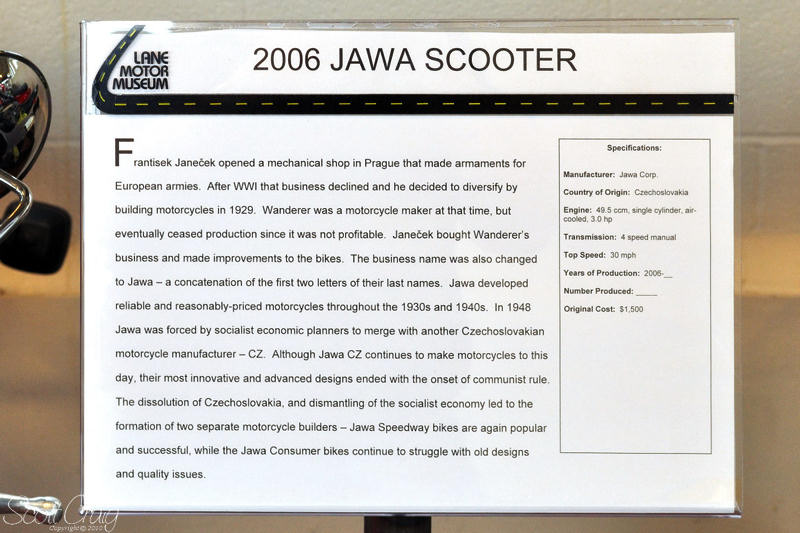 LANE
MOTOR
MUSEUM
2006 JAWA SCOOTER
Frantisek Janeček opened a mechanical shop in Prague that made armaments for
European armies. After WWI that business declined and he decided to diversify by
building motorcycles in 1929. Wanderer was a motorcycle maker at that time, but
eventually ceased production since it was not profitable. Janeček bought Wanderer's
business and made improvements to the bikes. The business name was also changed
to Jawa – a concatenation of the first two letters of their last names. Jawa developed
reliable and reasonably-priced motorcycles throughout the 1930s and 1940s. In 1948
Jawa was forced by socialist economic planners to merge with another Czechoslovakian
motorcycle manufacturer – CZ. Although Jawa CZ continues to make motorcycles to this
day, their most innovative and advanced designs ended with the onset of communist rule.
The dissolution of Czechoslovakia, and dismantling of the socialist economy led to the
formation of two separate motorcycle builders – Jawa Speedway bikes are again popular
and successful, while the Jawa Consumer bikes continue to struggle with old designs
and quality issues.
Specifications:
Manufacturer: Jawa Corp.
Country of Origin: Czechoslovakia
Engine: 49.5 ccm, single cylinder, air-
cooled, 3.0 hp
Transmission: 4 speed manual
Top Speed: 30 mph
Years of Production: 2006-__
Number Produced: _____
Original Cost: $1,500
Scott Craig
Copyright © 2010